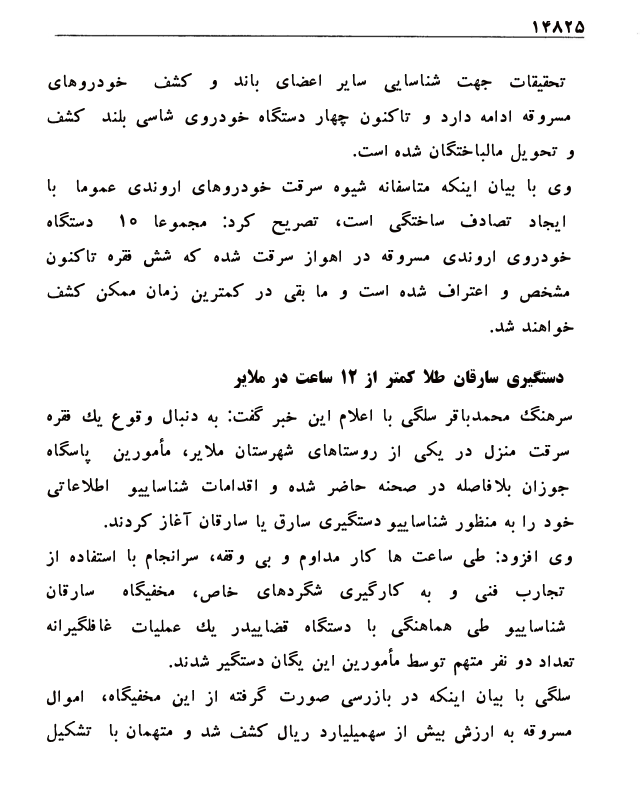 ۱۴۸۲۵
تحقیقات جهت شناسایی سایر اعضای باند و کشف خودروهای
مسروقه ادامه دارد و تاکنون چهار دستگاه خودروی شاسی بلند کشف
و تحویل مالباختگان شده است.
وی با بیان اینکه متاسفانه شیوه سرقت خودروهای اروندی عموما با
ایجاد تصادف ساختگی است، تصریح کرد: مجموعا ۱۵ دستگاه
خودروی اروندی مسروقه در اهواز سرقت شده که شش فقره تاکنون
مشخص و اعتراف شده است و ما بقی در کمترین زمان ممکن کشف
خواهند شد.
دستگیری سارقان طلا کمتر از ۱۲ ساعت در ملایر
سرهنگ محمدباقر سلگی با اعلام این خبر گفت: به دنبال وقوع یك فقره
سرقت منزل در یکی از روستاهای شهرستان ملایر، مأمورین پاسگاه
جوزان بلافاصله در صحنه حاضر شده و اقدامات شناساییو اطلاعاتی
خود را به منظور شناساییو دستگیری سارق یا سارقان آغاز کردند.
وی افزود: طی ساعت ها کار مداوم و بی وقفه، سرانجام با استفاده از
تجارب فنی و به کارگیری شگردهای خاص، مخفیگاه سارقان
شناساییو طی هماهنگی با دستگاه قضاییدر یك عملیات غافلگیرانه
تعداد دو نفر متهم توسط مأمورین این یگان دستگیر شدند.
سلگی با بیان اینکه در بازرسی صورت گرفته از این مخفیگاه، اموال
مسروقه به ارزش بیش از سهمیلیارد ریال کشف شد و متهمان با تشکیل